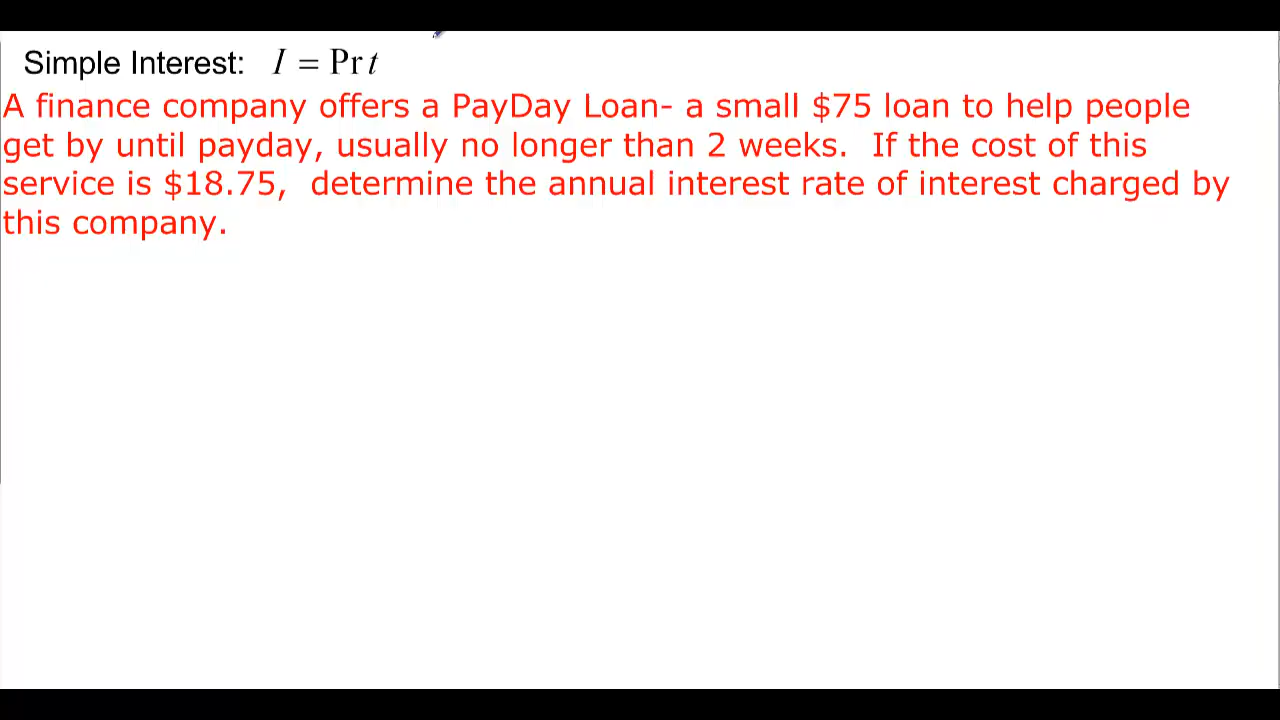 Simple Interest: I = Pr t
A finance company offers a PayDay Loan- a small $75 loan to help people
get by until payday, usually no longer than 2 weeks. If the cost of this
service is $18.75, determine the annual interest rate of interest charged by
this company.